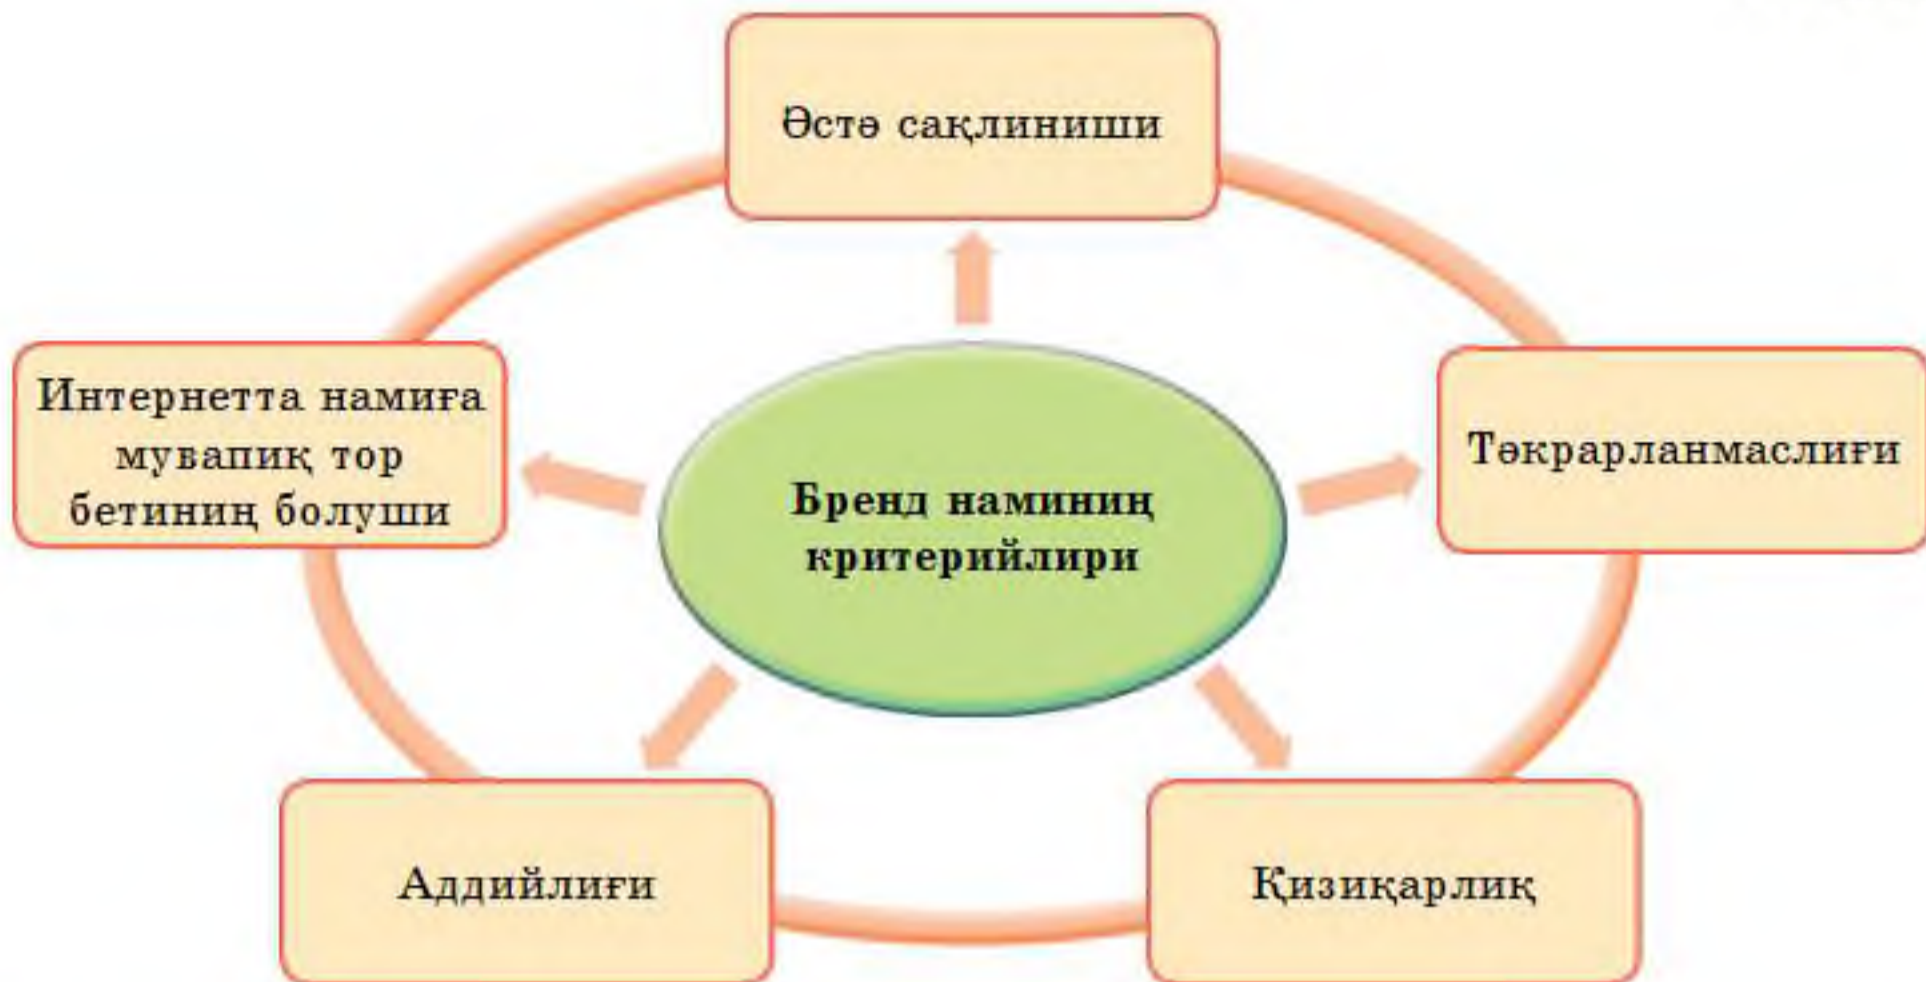 Әстә сақлиниши
Интернетта намиға
мувапиқ тор
бетиниң болуши
Тәкрарланмаслиғи
Бренд наминиң
критерийлири
Аддийлиғи
Қизиқарлиқ